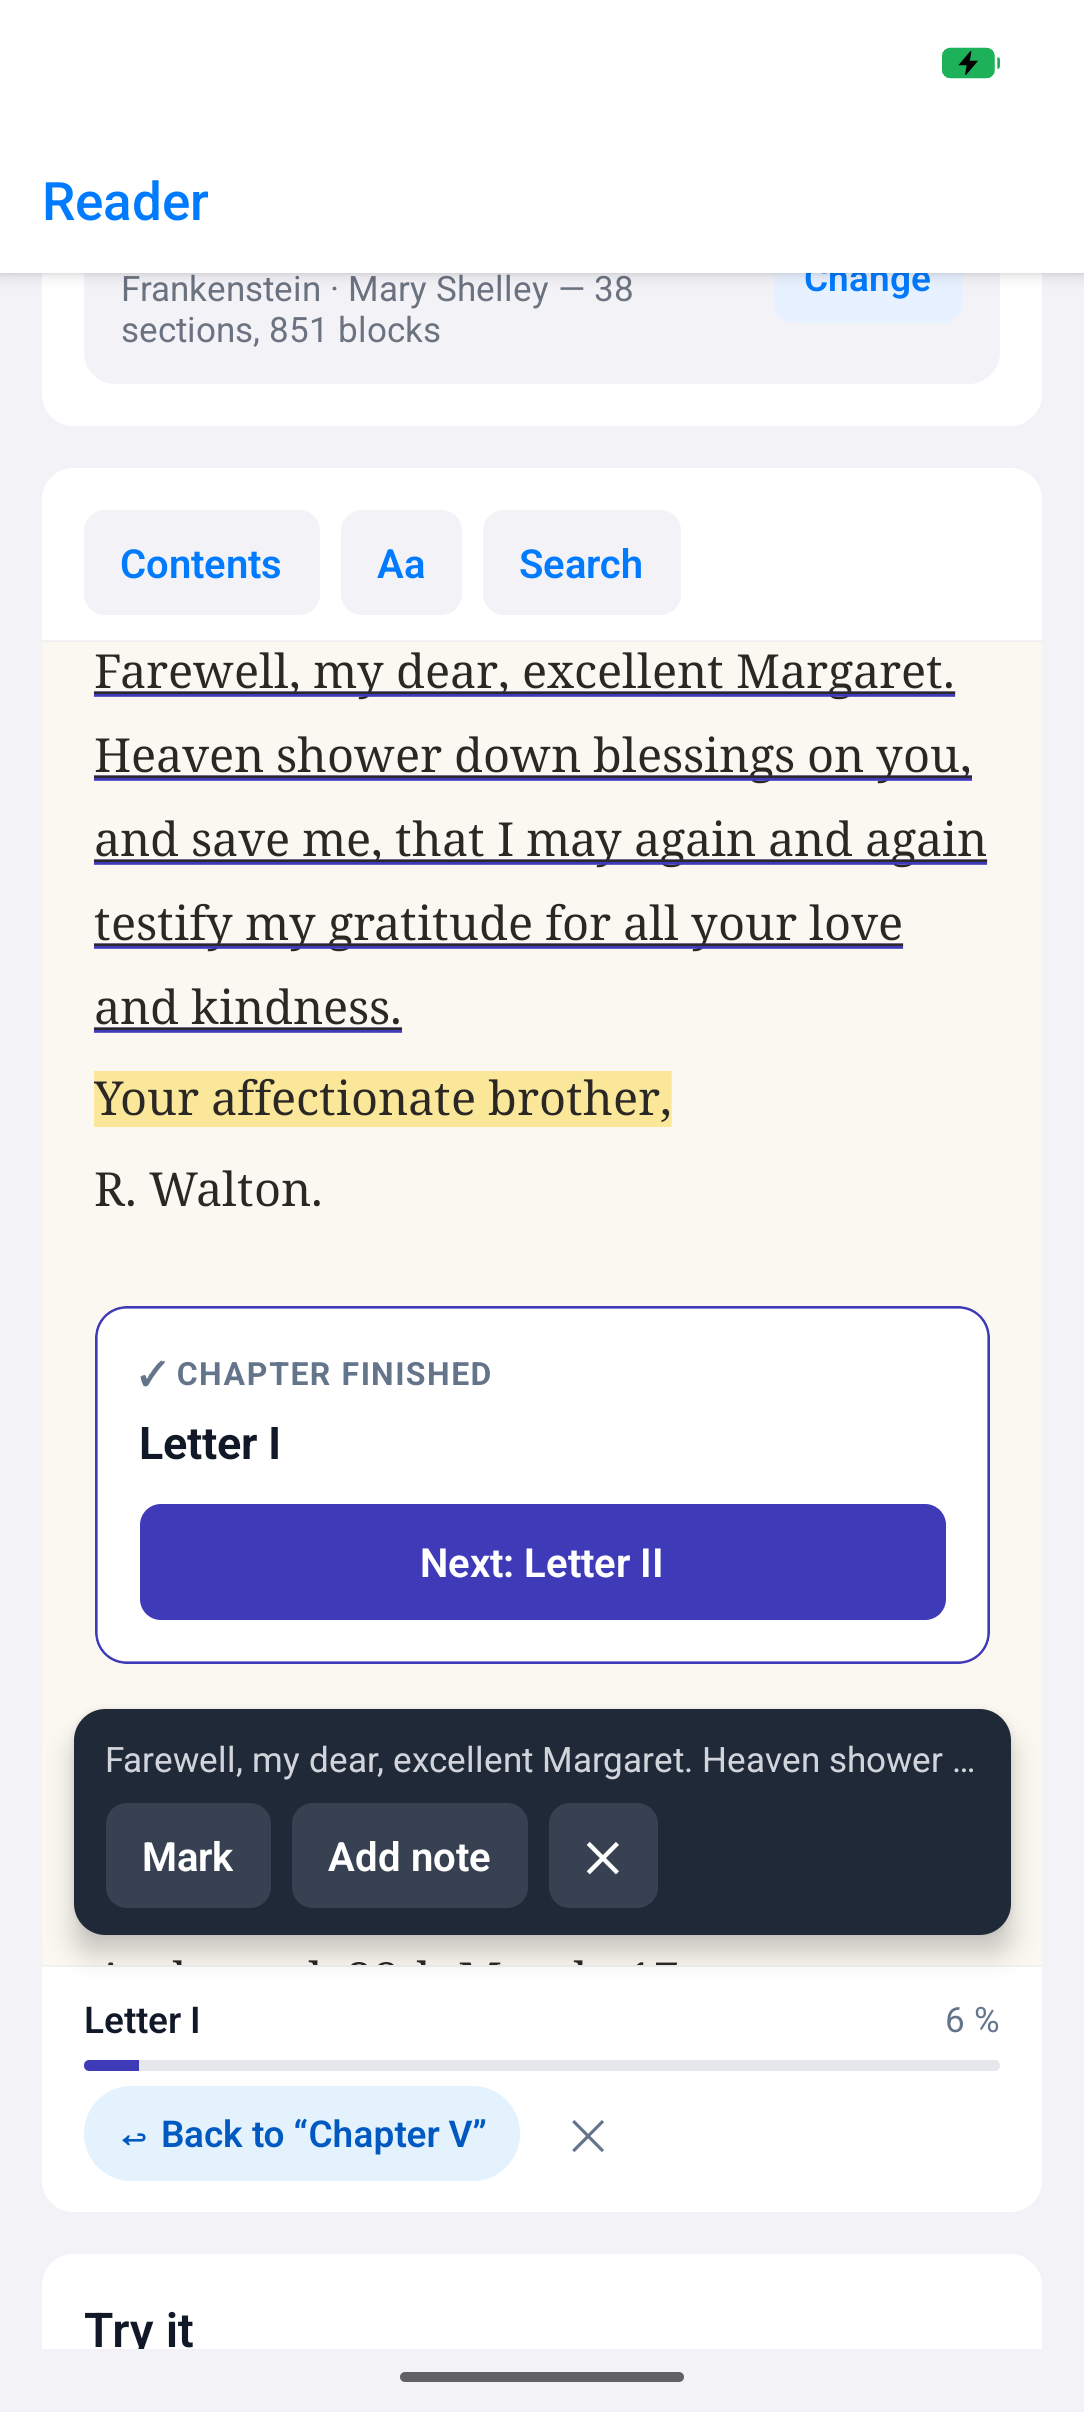 Reader
Frankenstein · Mary Shelley — 38
sections, 851 blocks
Change
Contents
Aa
Search
Farewell, my dear, excellent Margaret.
Heaven shower down blessings on you,
and save me, that I may again and again
testify my gratitude for all your love
and kindness.
Your affectionate brother,
R. Walton.
✓ CHAPTER FINISHED
Letter I
Next: Letter II
Farewell, my dear, excellent Margaret. Heaven shower …
Mark
Add note
Letter I
6 %
↩ Back to “Chapter V”
Try it